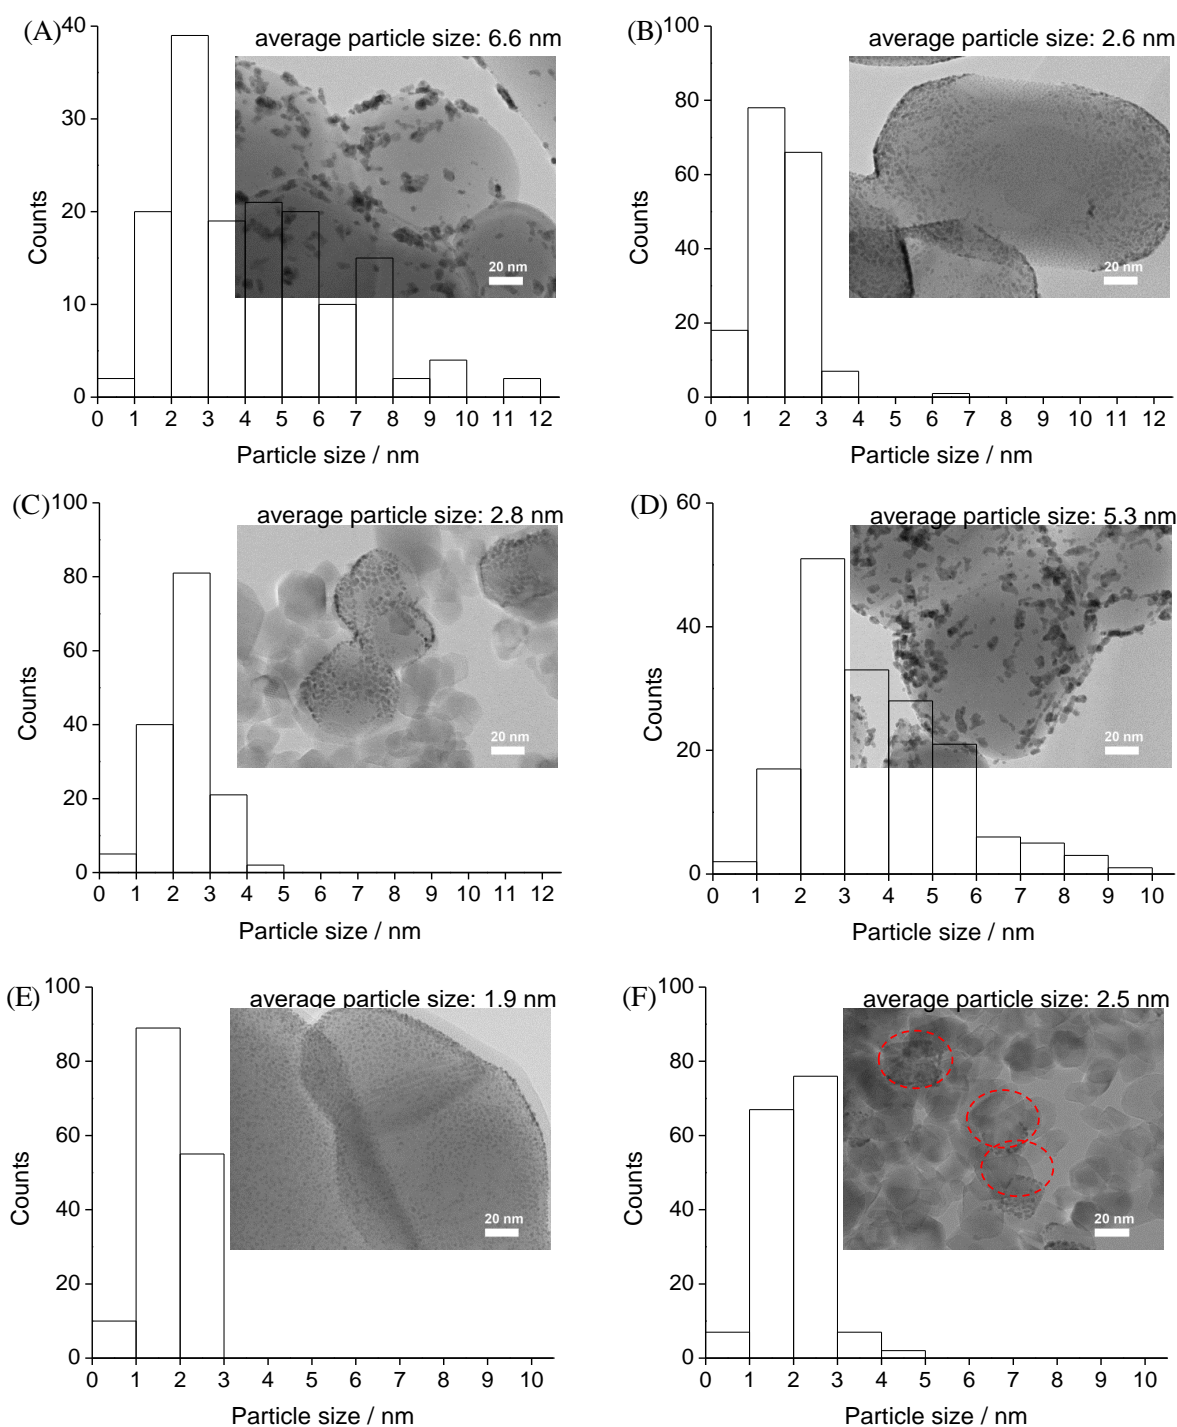 (A)
average particle size: 6.6 nm
40
30
20
10
0
Counts
20 nm
0 1 2 3 4 5 6 7 8 9 10 11 12
Particle size / nm
(B)
average particle size: 2.6 nm
100
80
60
40
20
0
Counts
20 nm
0 1 2 3 4 5 6 7 8 9 10 11 12
Particle size / nm
(C)
average particle size: 2.8 nm
100
80
60
40
20
0
Counts
20 nm
0 1 2 3 4 5 6 7 8 9 10 11 12
Particle size / nm
(D)
average particle size: 5.3 nm
60
40
20
0
Counts
20 nm
0 1 2 3 4 5 6 7 8 9 10
Particle size / nm
(E)
average particle size: 1.9 nm
100
80
60
40
20
0
Counts
20 nm
0 1 2 3 4 5 6 7 8 9 10
Particle size / nm
(F)
average particle size: 2.5 nm
100
80
60
40
20
0
Counts
20 nm
0 1 2 3 4 5 6 7 8 9 10
Particle size / nm